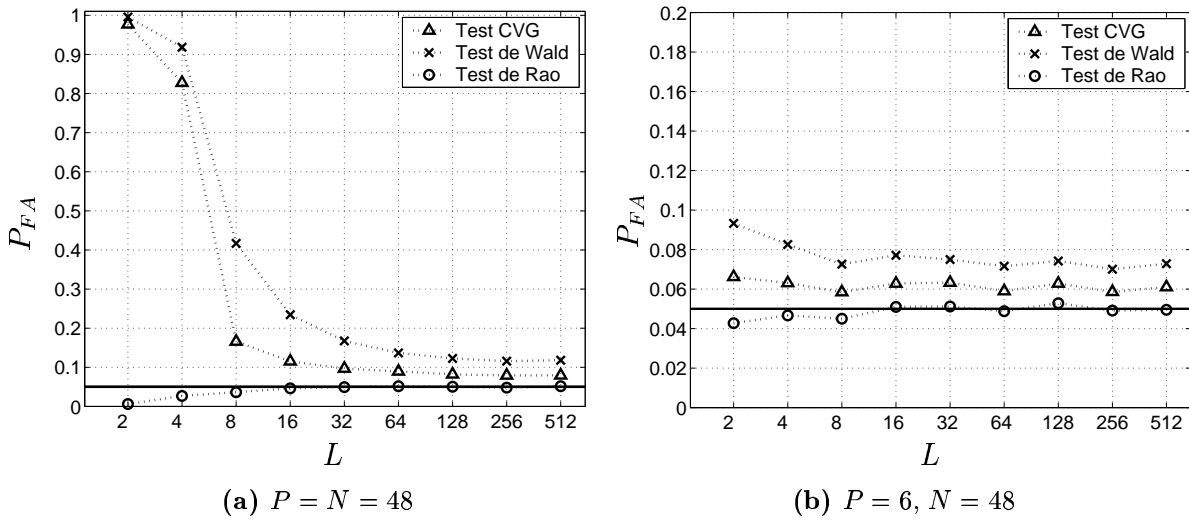 1
0.9
0.8
0.7
0.6
0.5
0.4
0.3
0.2
0.1
0
P_{FA}
Test CVG
Test de Wald
Test de Rao
2 4 8 16 32 64 128 256 512
L
(a) P = N = 48
0.2
0.18
0.16
0.14
0.12
0.1
0.08
0.06
0.04
0.02
0
P_{FA}
Test CVG
Test de Wald
Test de Rao
2 4 8 16 32 64 128 256 512
L
(b) P = 6, N = 48